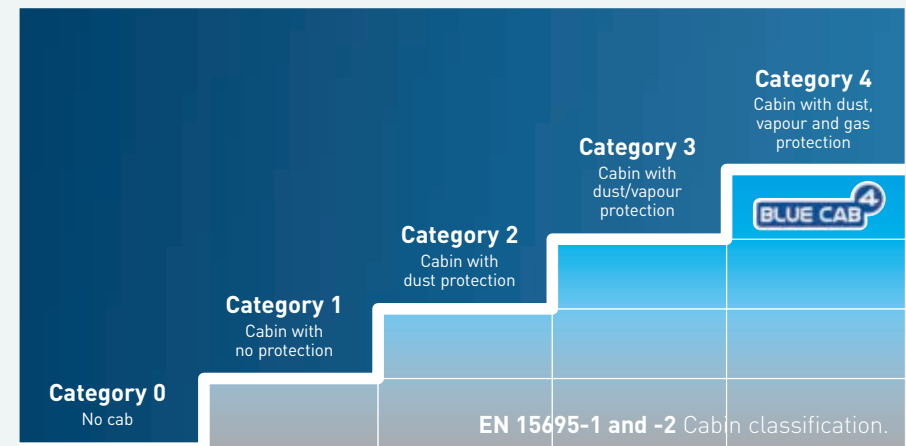 Category 4
Cabin with dust,
vapour and gas
protection
Category 3
Cabin with
dust/vapour
protection
BLUE CAB 4
Category 2
Cabin with
dust protection
Category 1
Cabin with
no protection
Category 0
No cab
EN 15695-1 and -2 Cabin classification.